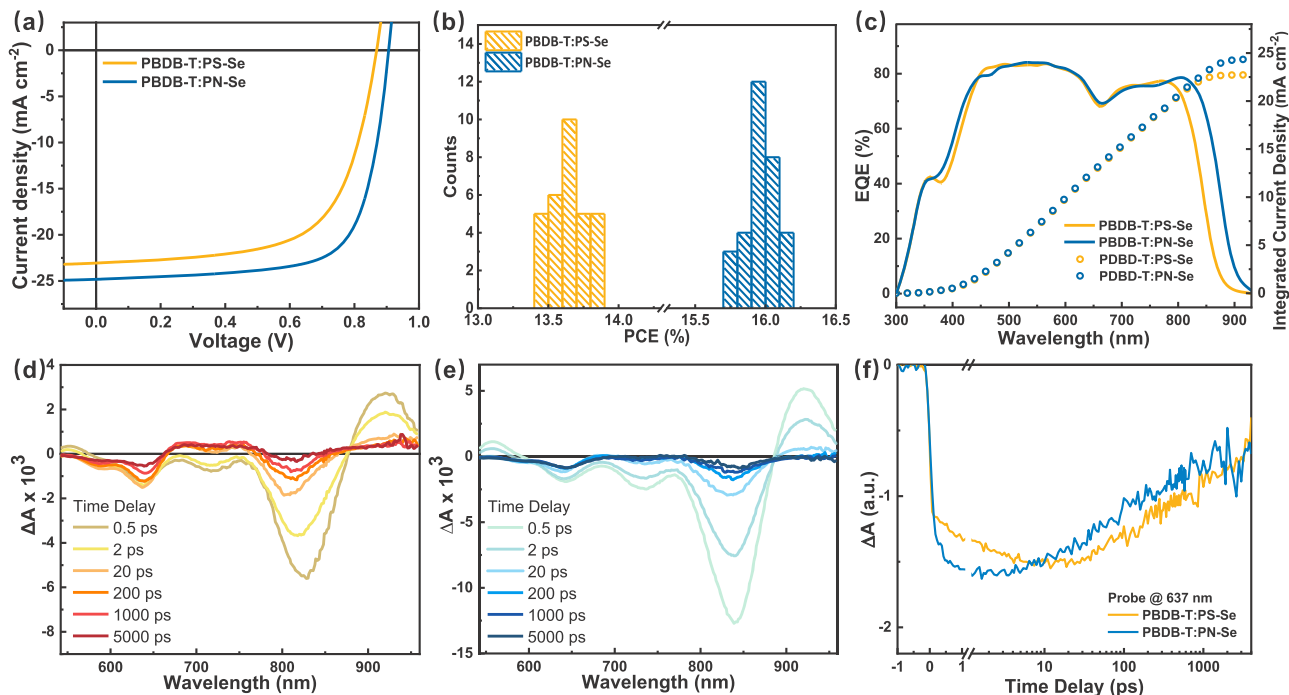 (a)
Current density (mA cm-2)
0
-5
-10
-15
-20
-25
PBDB-T:PS-Se
PBDB-T:PN-Se
0.0 0.2 0.4 0.6 0.8 1.0
Voltage (V)
(b)
Counts
14
12
10
8
6
4
2
0
PBDB-T:PS-Se
PBDB-T:PN-Se
13.0 13.5 14.0 15.5 16.0 16.5
PCE (%)
(c)
EQE (%)
80
60
40
20
0
25
20
15
10
5
0
Integrated Current Density (mA cm-2)
PBDB-T:PS-Se
PBDB-T:PN-Se
PDBD-T:PS-Se
PDBD-T:PN-Se
300 400 500 600 700 800 900
Wavelength (nm)
(d)
ΔA x 10³
4
2
0
-3
-6
-9
Time Delay
0.5 ps
2 ps
20 ps
200 ps
1000 ps
5000 ps
600 700 800 900
Wavelength (nm)
(e)
ΔA x 10³
5
0
-5
-10
-15
Time Delay
0.5 ps
2 ps
20 ps
200 ps
1000 ps
5000 ps
600 700 800 900
Wavelength (nm)
(f)
ΔA (a.u.)
0
-1
-2
Probe @ 637 nm
PBDB-T:PS-Se
PBDB-T:PN-Se
-1 0 1 10 100 1000
Time Delay (ps)